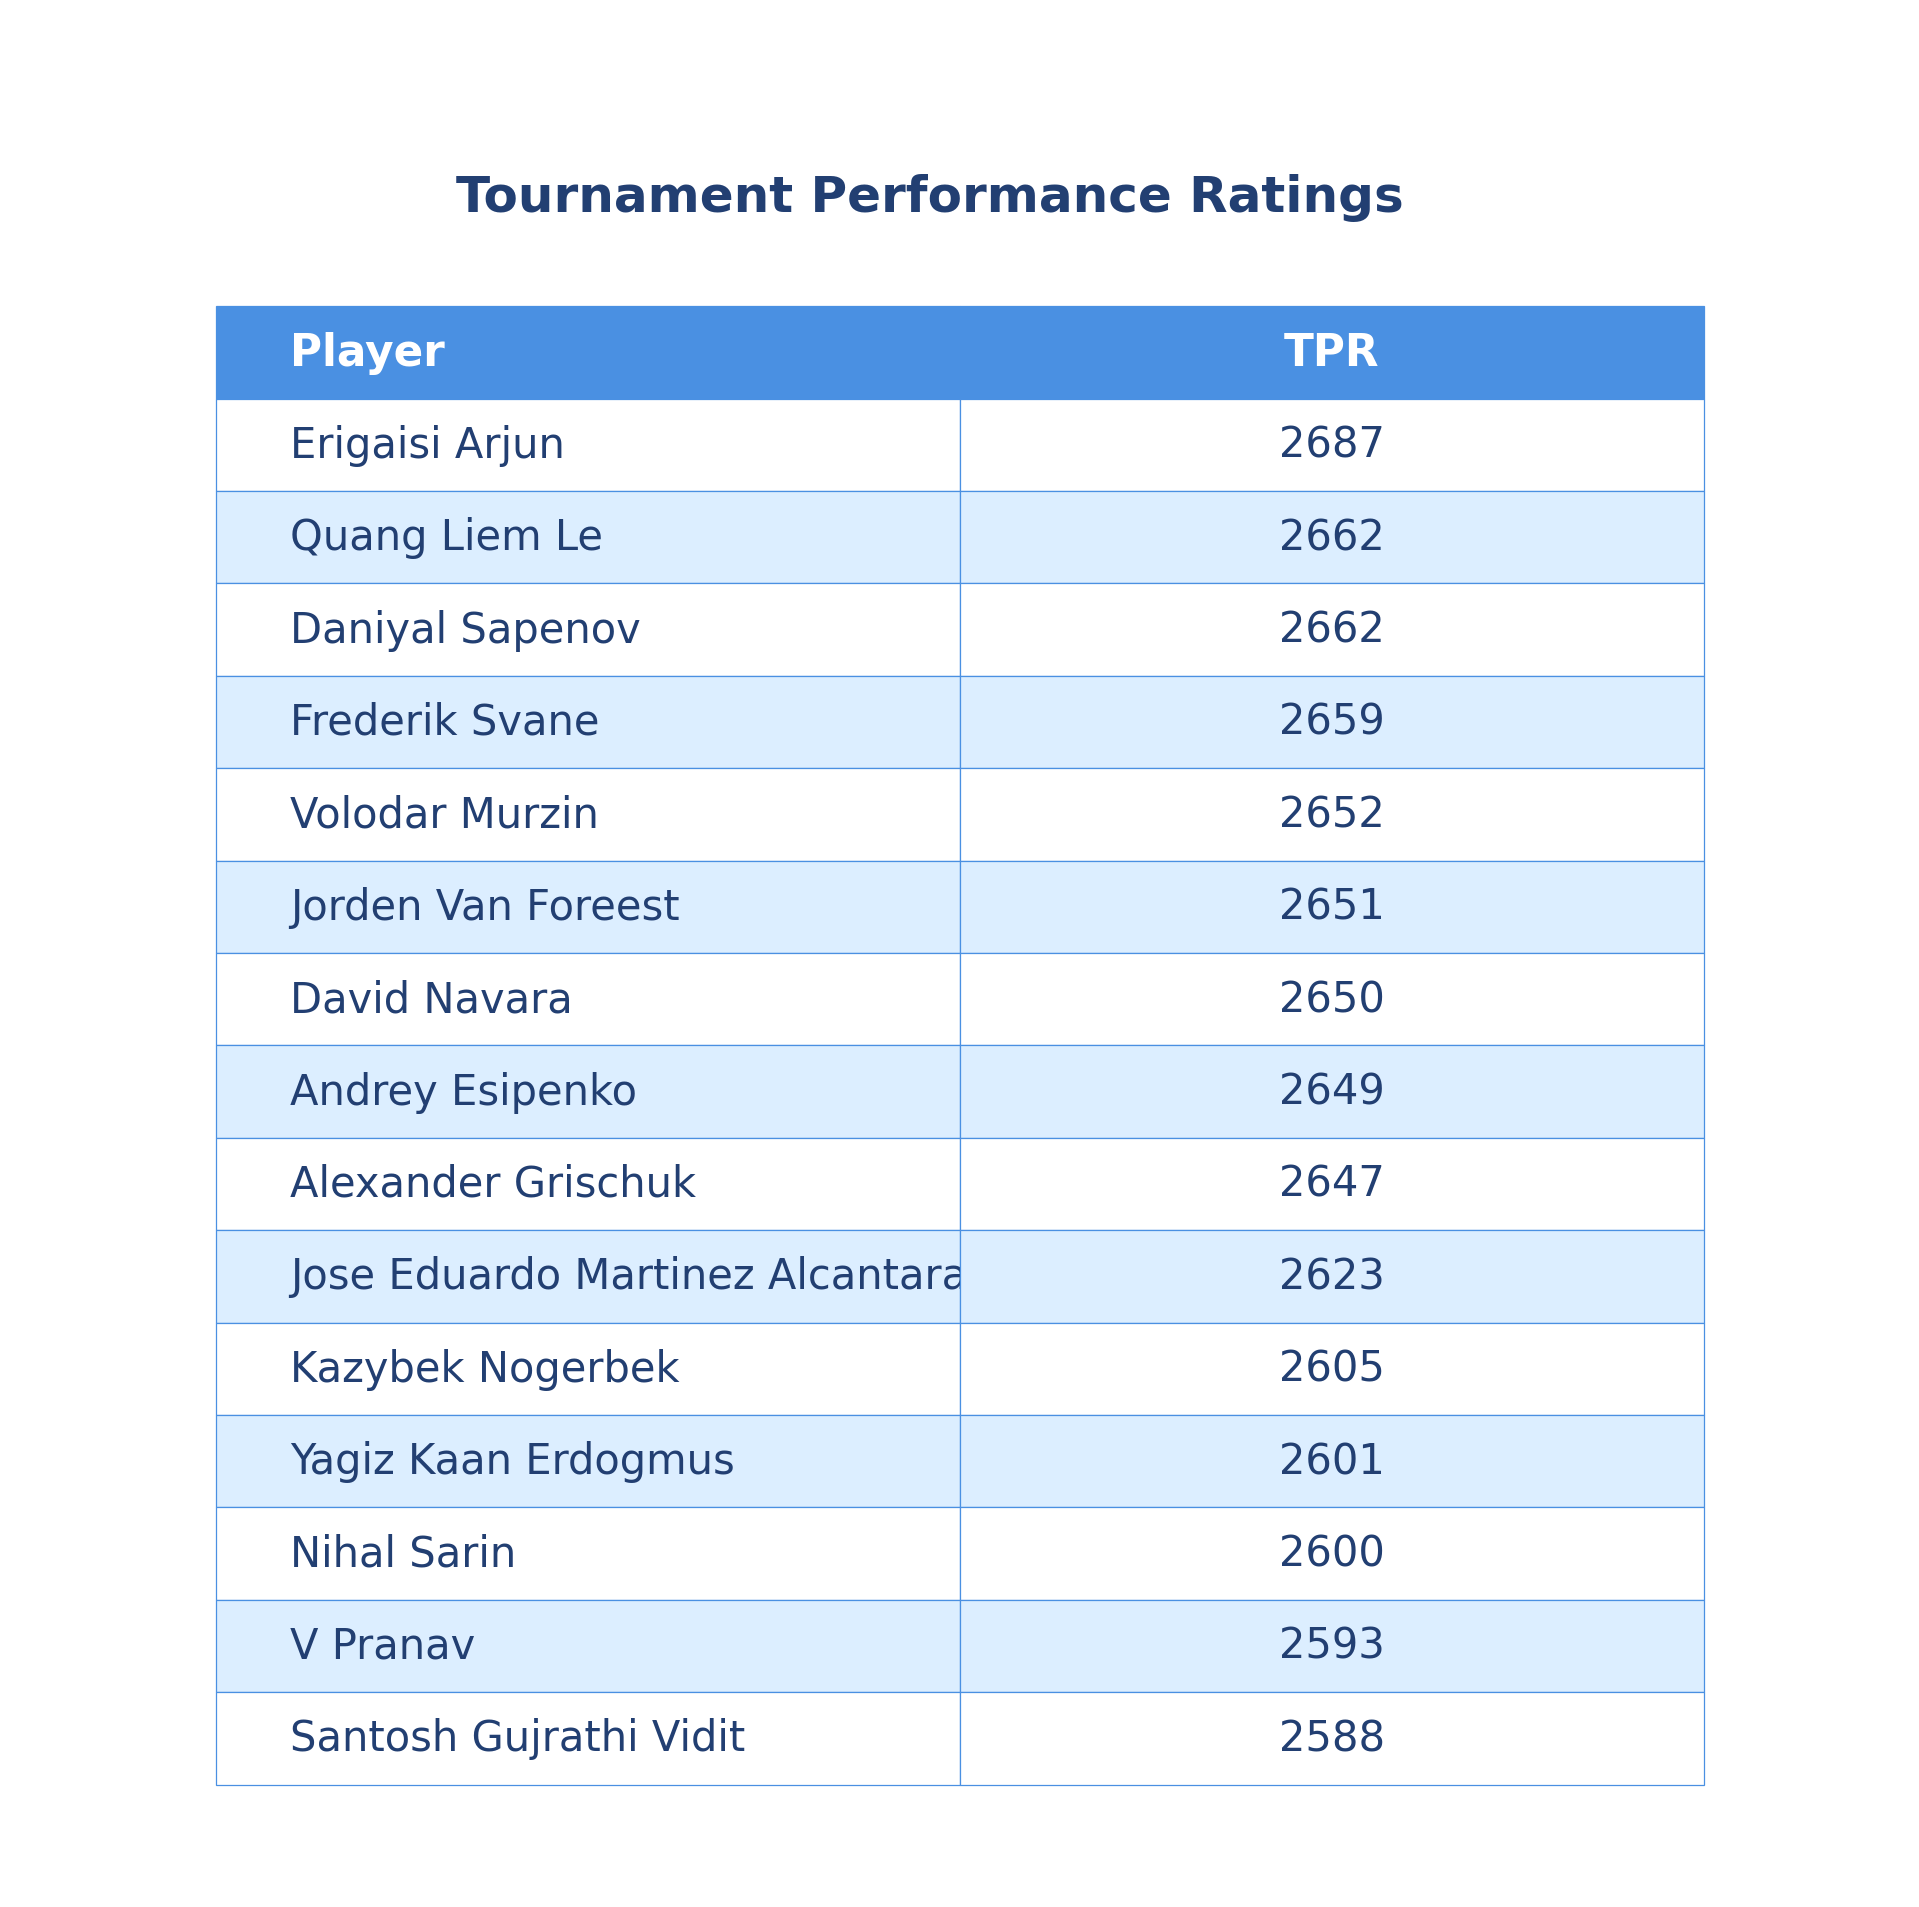 Tournament Performance Ratings
Player TPR
Erigaisi Arjun 2687
Quang Liem Le 2662
Daniyal Sapenov 2662
Frederik Svane 2659
Volodar Murzin 2652
Jorden Van Foreest 2651
David Navara 2650
Andrey Esipenko 2649
Alexander Grischuk 2647
Jose Eduardo Martinez Alcantara 2623
Kazybek Nogerbek 2605
Yagiz Kaan Erdogmus 2601
Nihal Sarin 2600
V Pranav 2593
Santosh Gujrathi Vidit 2588